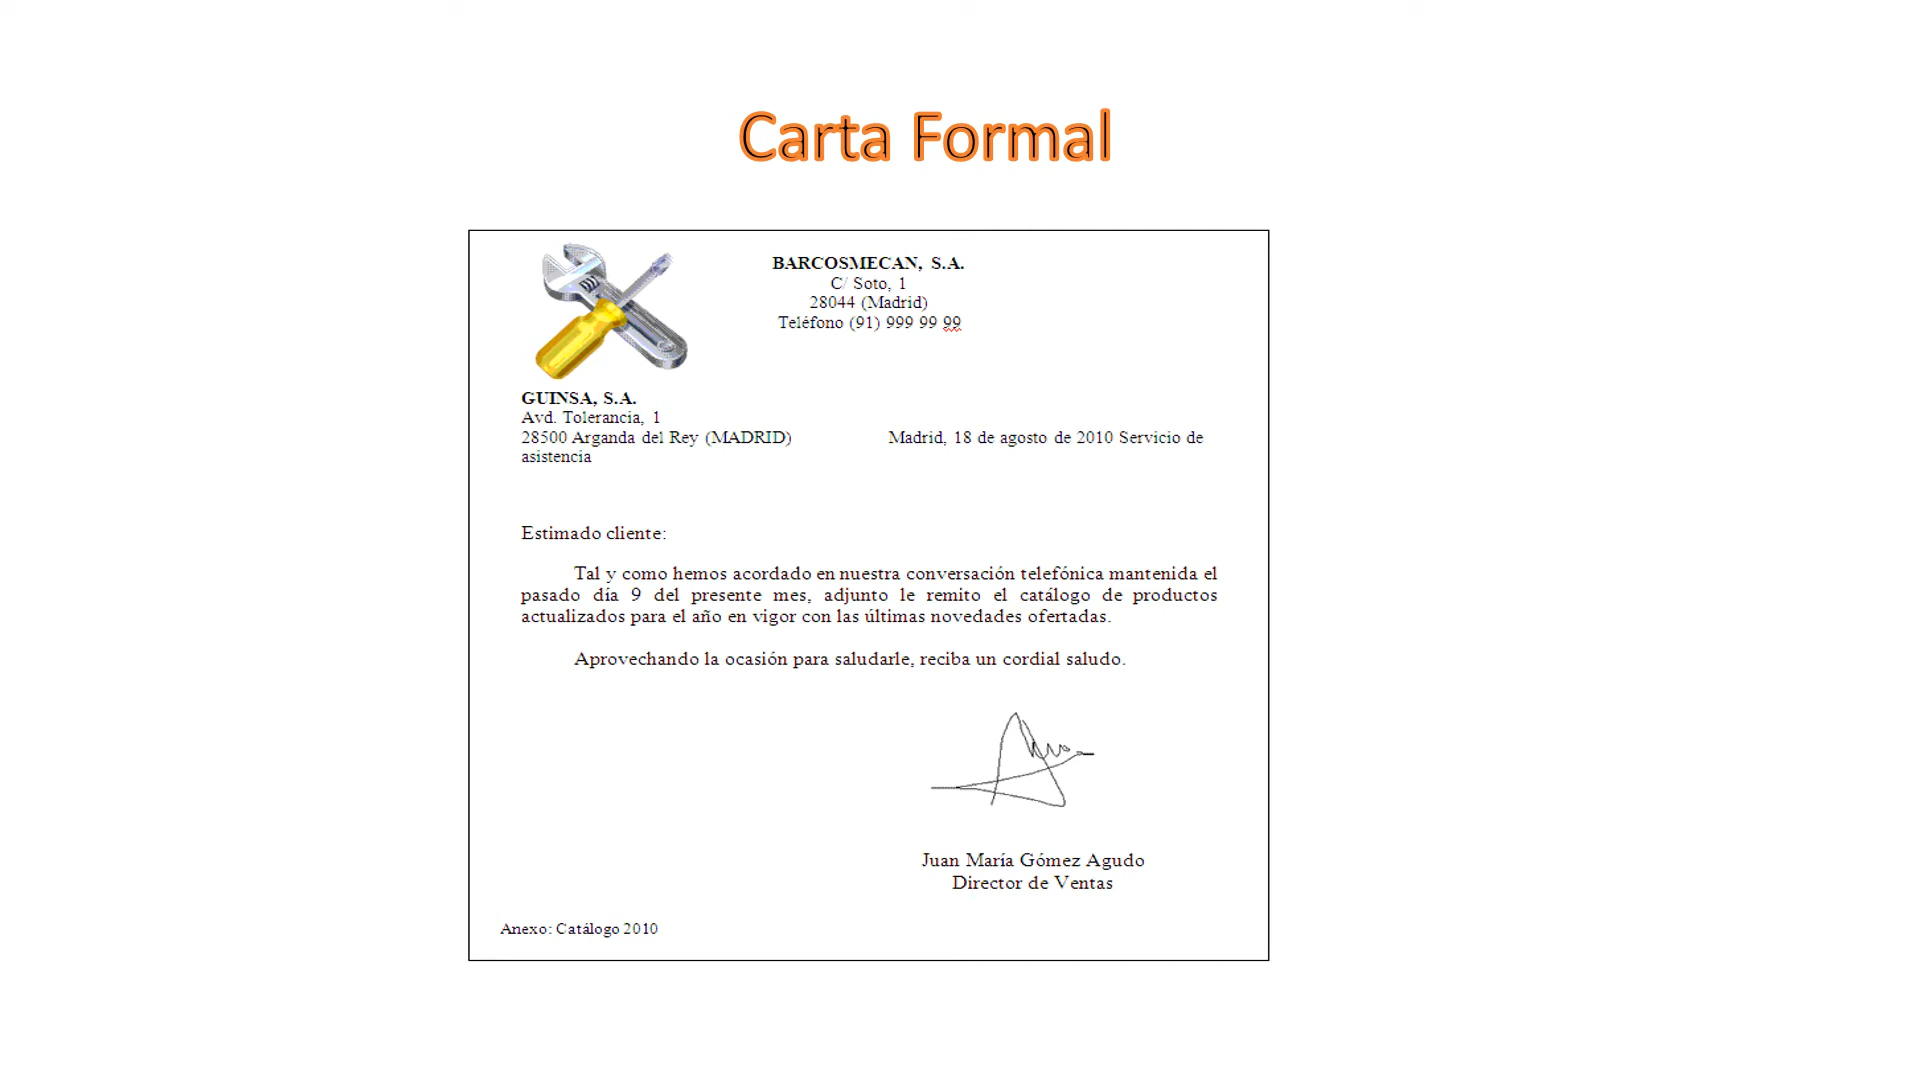 Carta Formal
BARCOSMECAN, S.A.
C/ Soto, 1
28044 (Madrid)
Teléfono (91) 999 99 99
GUINSA, S.A.
Avd. Tolerancia, 1
28500 Arganda del Rey (MADRID) Madrid, 18 de agosto de 2010 Servicio de
asistencia
Estimado cliente:
Tal y como hemos acordado en nuestra conversación telefónica mantenida el
pasado día 9 del presente mes, adjunto le remito el catálogo de productos
actualizados para el año en vigor con las últimas novedades ofertadas.
Aprovechando la ocasión para saludarle, reciba un cordial saludo.
Juan María Gómez Agudo
Director de Ventas
Anexo: Catálogo 2010